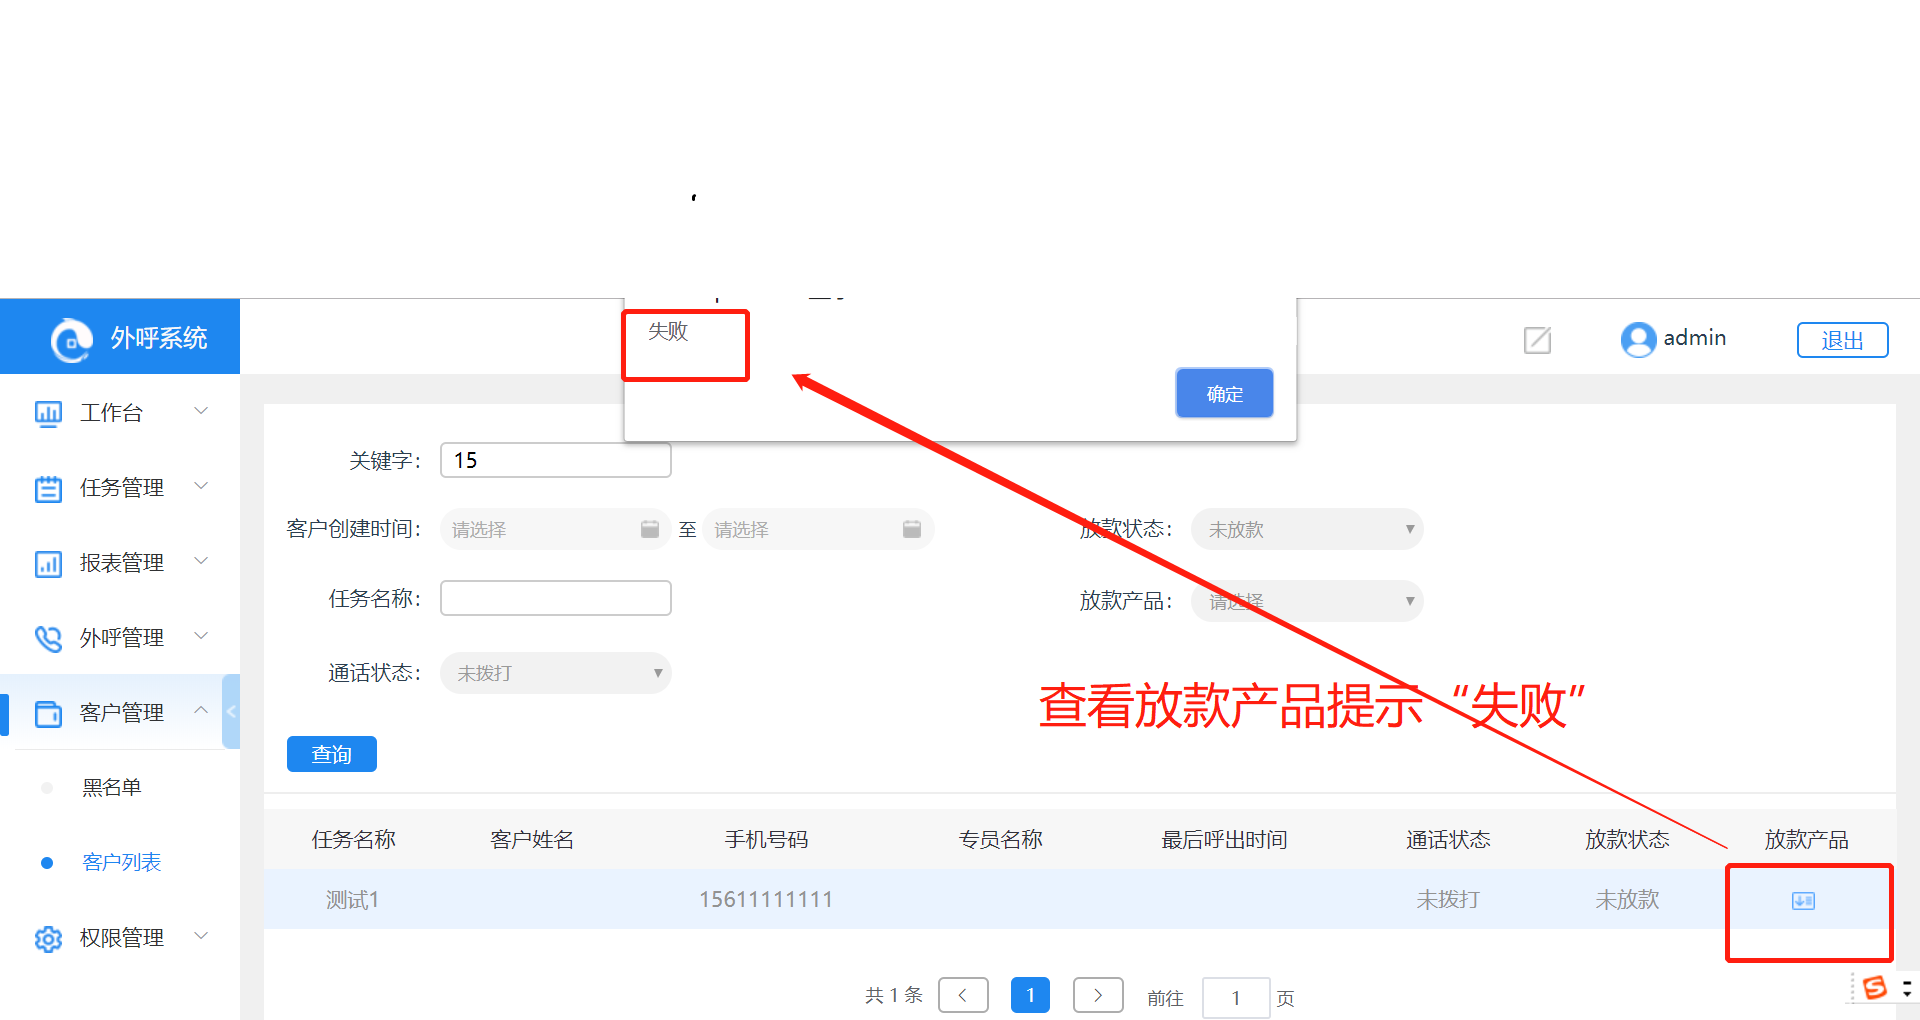 外呼系统
失败
确定
admin
退出
工作台
任务管理
报表管理
外呼管理
客户管理
黑名单
客户列表
权限管理
关键字： 15
客户创建时间： 请选择 至 请选择 放款状态： 未放款
任务名称： 放款产品： 请选择
通话状态： 未拨打
查看放款产品提示“失败”
查询
任务名称 客户姓名 手机号码 专员名称 最后呼出时间 通话状态 放款状态 放款产品
测试1 15611111111 未拨打 未放款
共 1 条 1 前往 1 页